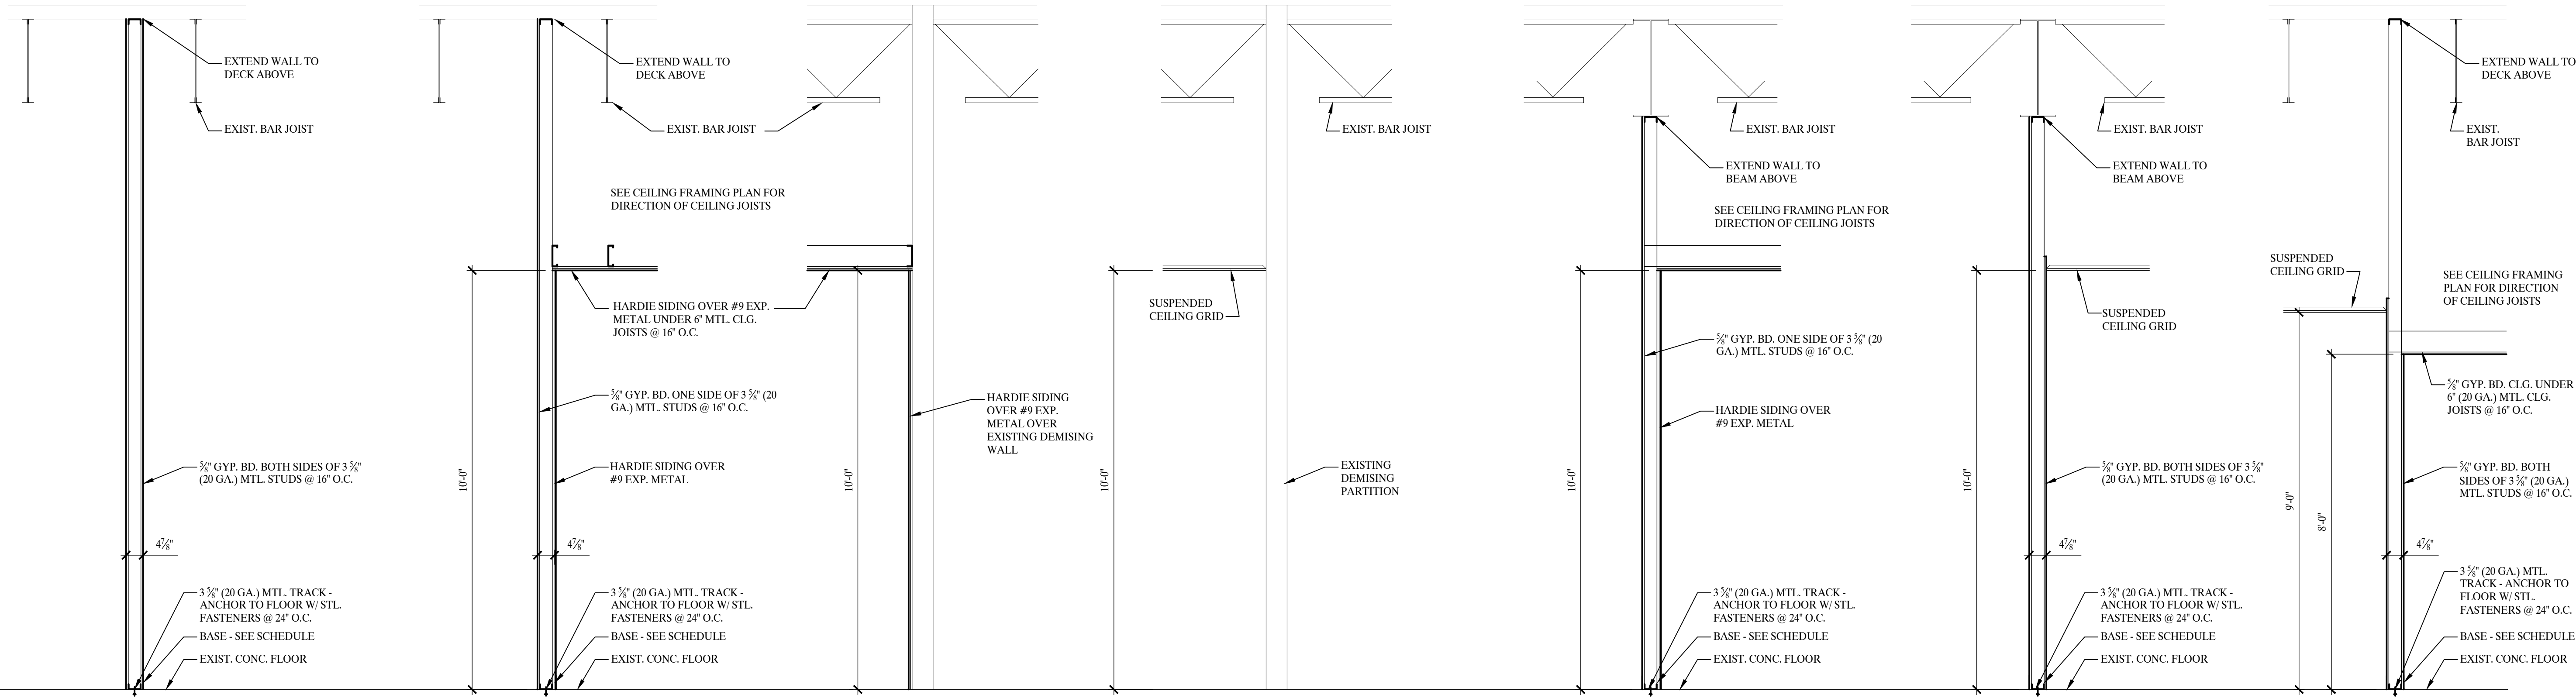 EXTEND WALL TO
DECK ABOVE
EXIST. BAR JOIST
⅝" GYP. BD. BOTH SIDES OF 3 ⅝"
(20 GA.) MTL. STUDS @ 16" O.C.
4⅞"
3 ⅝" (20 GA.) MTL. TRACK -
ANCHOR TO FLOOR W/ STL.
FASTENERS @ 24" O.C.
BASE - SEE SCHEDULE
EXIST. CONC. FLOOR
EXTEND WALL TO
DECK ABOVE
EXIST. BAR JOIST
SEE CEILING FRAMING PLAN FOR
DIRECTION OF CEILING JOISTS
HARDIE SIDING OVER #9 EXP.
METAL UNDER 6" MTL. CLG.
JOISTS @ 16" O.C.
⅝" GYP. BD. ONE SIDE OF 3 ⅝" (20
GA.) MTL. STUDS @ 16" O.C.
10'-0"
HARDIE SIDING OVER
#9 EXP. METAL
4⅞"
3 ⅝" (20 GA.) MTL. TRACK -
ANCHOR TO FLOOR W/ STL.
FASTENERS @ 24" O.C.
BASE - SEE SCHEDULE
EXIST. CONC. FLOOR
10'-0"
HARDIE SIDING
OVER #9 EXP.
METAL OVER
EXISTING DEMISING
WALL
EXIST. BAR JOIST
SUSPENDED
CEILING GRID
10'-0"
EXISTING
DEMISING
PARTITION
EXIST. BAR JOIST
EXTEND WALL TO
BEAM ABOVE
SEE CEILING FRAMING PLAN FOR
DIRECTION OF CEILING JOISTS
⅝" GYP. BD. ONE SIDE OF 3 ⅝" (20
GA.) MTL. STUDS @ 16" O.C.
HARDIE SIDING OVER
#9 EXP. METAL
10'-0"
3 ⅝" (20 GA.) MTL. TRACK -
ANCHOR TO FLOOR W/ STL.
FASTENERS @ 24" O.C.
BASE - SEE SCHEDULE
EXIST. CONC. FLOOR
EXIST. BAR JOIST
EXTEND WALL TO
BEAM ABOVE
SUSPENDED
CEILING GRID
10'-0"
⅝" GYP. BD. BOTH SIDES OF 3 ⅝"
(20 GA.) MTL. STUDS @ 16" O.C.
4⅞"
3 ⅝" (20 GA.) MTL. TRACK -
ANCHOR TO FLOOR W/ STL.
FASTENERS @ 24" O.C.
BASE - SEE SCHEDULE
EXIST. CONC. FLOOR
EXTEND WALL TO
DECK ABOVE
EXIST.
BAR JOIST
SUSPENDED
CEILING GRID
SEE CEILING FRAMING
PLAN FOR DIRECTION
OF CEILING JOISTS
⅝" GYP. BD. CLG. UNDER
6" (20 GA.) MTL. CLG.
JOISTS @ 16" O.C.
9'-0"
8'-0"
⅝" GYP. BD. BOTH
SIDES OF 3 ⅝" (20 GA.)
MTL. STUDS @ 16" O.C.
4⅞"
3 ⅝" (20 GA.) MTL.
TRACK - ANCHOR TO
FLOOR W/ STL.
FASTENERS @ 24" O.C.
BASE - SEE SCHEDULE
EXIST. CONC. FLOOR